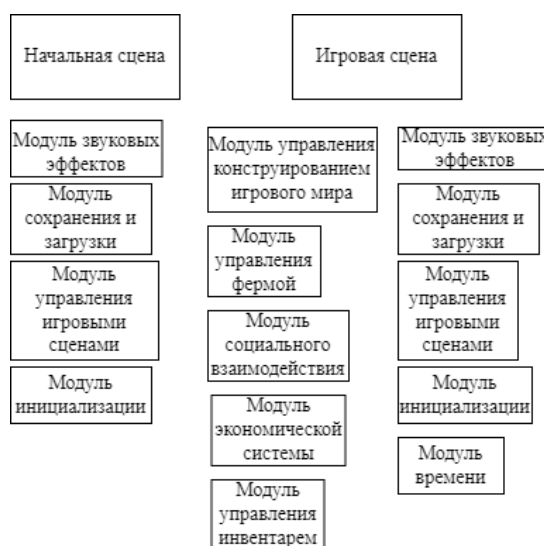 Начальная сцена
Игровая сцена
Модуль звуковых
эффектов
Модуль
сохранения и
загрузки
Модуль
управления
игровыми
сценами
Модуль
инициализации
Модуль управления
конструированием
игрового мира
Модуль
управления
фермой
Модуль
социального
взаимодействия
Модуль
экономической
системы
Модуль
управления
инвентарем
Модуль звуковых
эффектов
Модуль
сохранения и
загрузки
Модуль
управления
игровыми
сценами
Модуль
инициализации
Модуль
времени